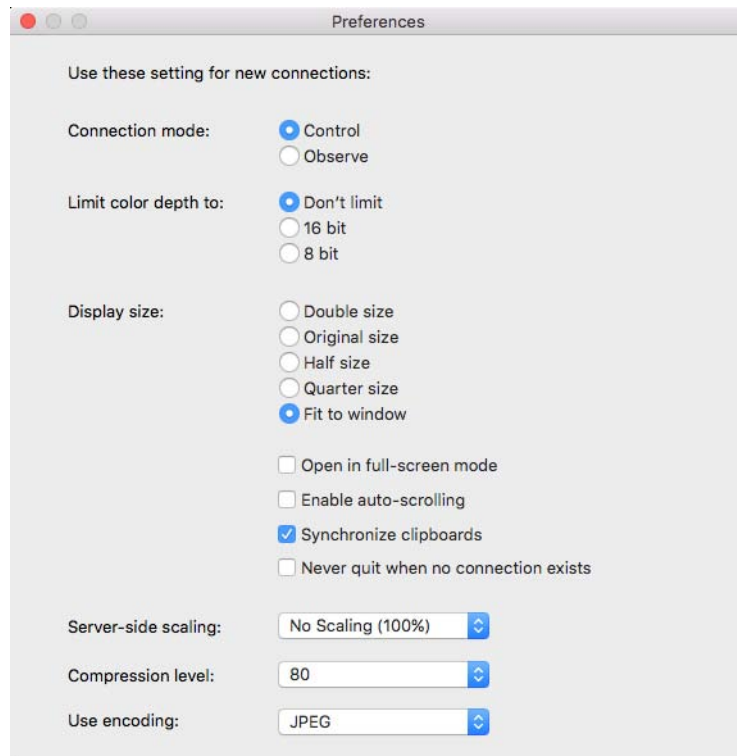 Preferences
Use these setting for new connections:
Connection mode: Control
Observe
Limit color depth to: Don't limit
16 bit
8 bit
Display size: Double size
Original size
Half size
Quarter size
Fit to window
Open in full-screen mode
Enable auto-scrolling
Synchronize clipboards
Never quit when no connection exists
Server-side scaling: No Scaling (100%)
Compression level: 80
Use encoding: JPEG